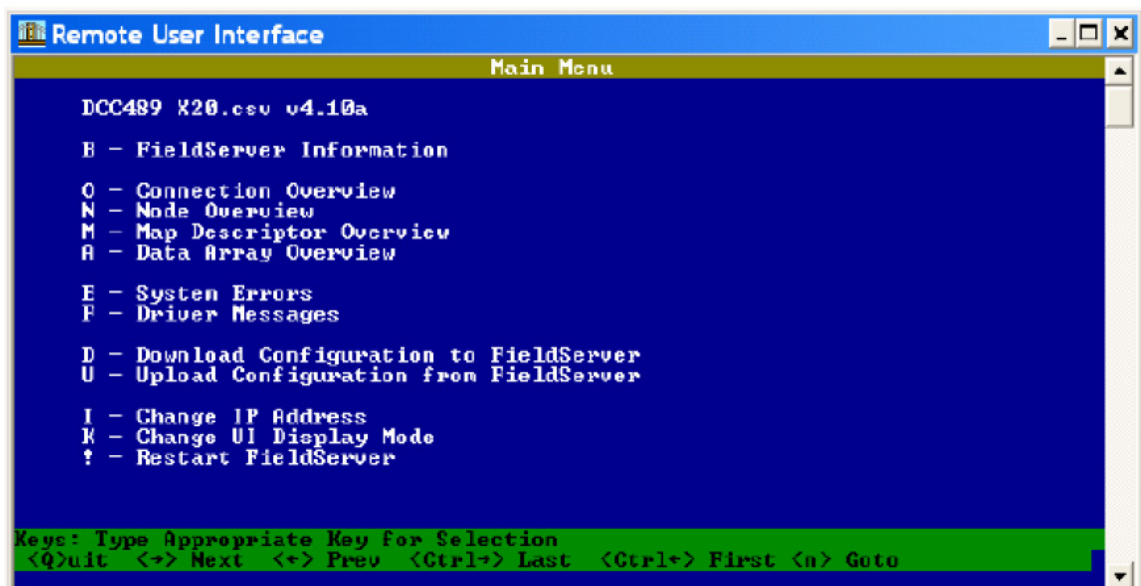 Remote User Interface
Main Menu
DCC489 X20.csv v4.10a
B - FieldServer Information
O - Connection Overview
N - Node Overview
M - Map Descriptor Overview
A - Data Array Overview
E - System Errors
F - Driver Messages
D - Download Configuration to FieldServer
U - Upload Configuration from FieldServer
I - Change IP Address
K - Change UI Display Mode
! - Restart FieldServer
Keys: Type Appropriate Key for Selection
<Q>uit <→> Next <←> Prev <Ctrl→> Last <Ctrl←> First <n> Goto